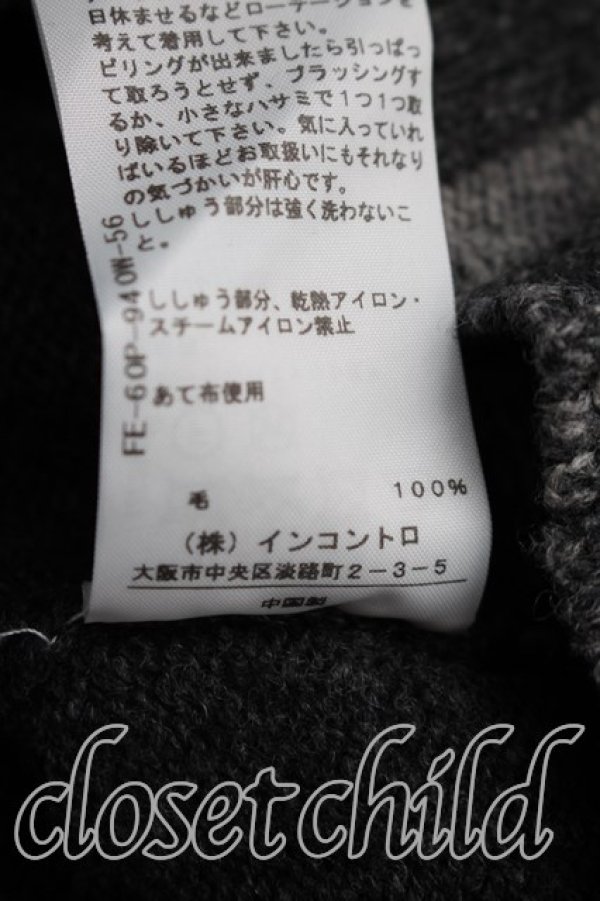 日休ませるなどローテーションを
考えて着用して下さい。
ピリングが出来ましたら引っぱっ
て取ろうとせず、ブラッシングす
るか、小さなハサミで1つ1つ取
り除いて下さい。気に入っていれ
ばいるほどお取扱いにもそれなり
の気づかいが肝心です。
ししゅう部分は強く洗わないこ
と。
ししゅう部分、乾熱アイロン・
スチームアイロン禁止
あて布使用
FE-60P-940W-56
毛 100%
(株)インコントロ
大阪市中央区淡路町2-3-5
中国製
closet child